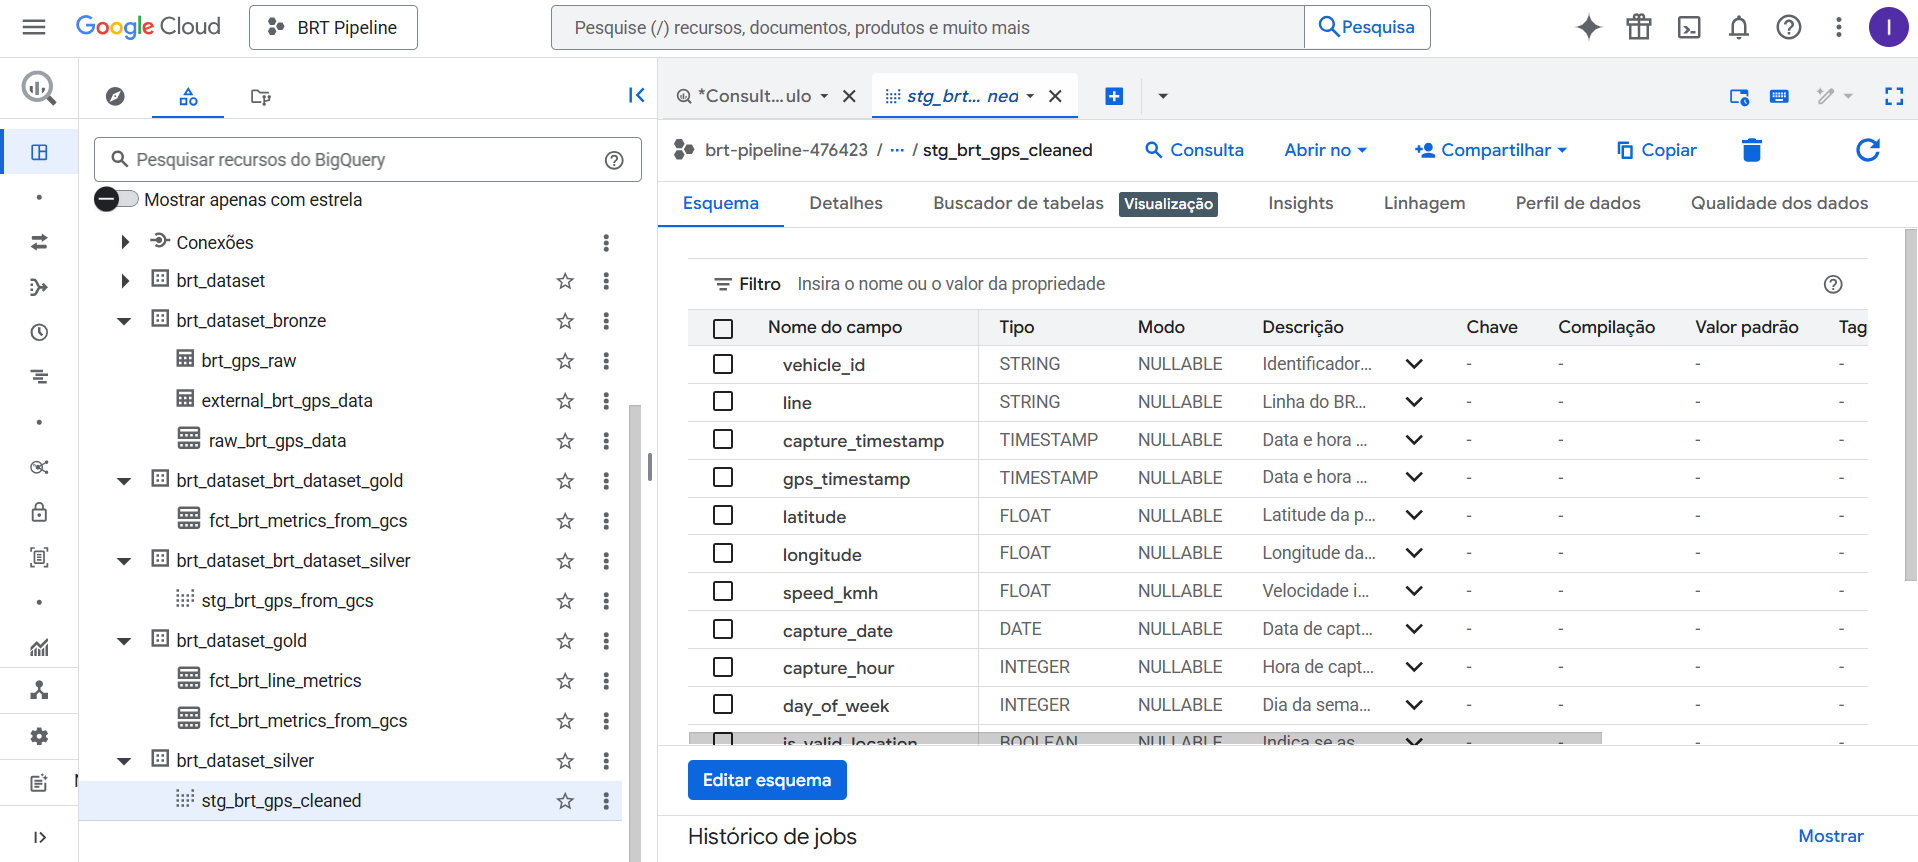 Google Cloud
BRT Pipeline
Pesquise (/) recursos, documentos, produtos e muito mais
Pesquisa
I
Pesquisar recursos do BigQuery
Mostrar apenas com estrela
Conexões
brt_dataset
brt_dataset_bronze
brt_gps_raw
external_brt_gps_data
raw_brt_gps_data
brt_dataset_brt_dataset_gold
fct_brt_metrics_from_gcs
brt_dataset_brt_dataset_silver
stg_brt_gps_from_gcs
brt_dataset_gold
fct_brt_line_metrics
fct_brt_metrics_from_gcs
brt_dataset_silver
stg_brt_gps_cleaned
*Consult...ulo
stg_brt... ned
brt-pipeline-476423 / ... / stg_brt_gps_cleaned
Consulta
Abrir no
Compartilhar
Copiar
Esquema Detalhes Buscador de tabelas Visualização Insights Linhagem Perfil de dados Qualidade dos dados
Filtro Insira o nome ou o valor da propriedade
Nome do campo Tipo Modo Descrição Chave Compilação Valor padrão Tag
vehicle_id STRING NULLABLE Identificador... - - - -
line STRING NULLABLE Linha do BR... - - - -
capture_timestamp TIMESTAMP NULLABLE Data e hora ... - - - -
gps_timestamp TIMESTAMP NULLABLE Data e hora ... - - - -
latitude FLOAT NULLABLE Latitude da p... - - - -
longitude FLOAT NULLABLE Longitude da... - - - -
speed_kmh FLOAT NULLABLE Velocidade i... - - - -
capture_date DATE NULLABLE Data de capt... - - - -
capture_hour INTEGER NULLABLE Hora de capt... - - - -
day_of_week INTEGER NULLABLE Dia da sema... - - - -
is_valid_location BOOLEAN NULLABLE Indica se as... - - - -
Editar esquema
Histórico de jobs
Mostrar